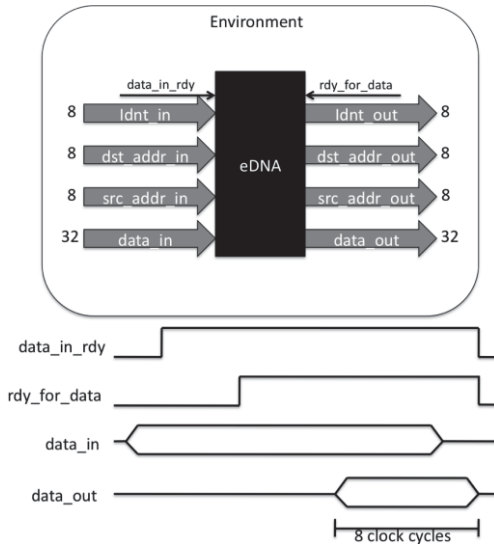 Environment
data_in_rdy
rdy_for_data
8 Idnt_in
Idnt_out 8
8 dst_addr_in
dst_addr_out 8
eDNA
8 src_addr_in
src_addr_out 8
32 data_in
data_out 32
data_in_rdy
rdy_for_data
data_in
data_out
8 clock cycles